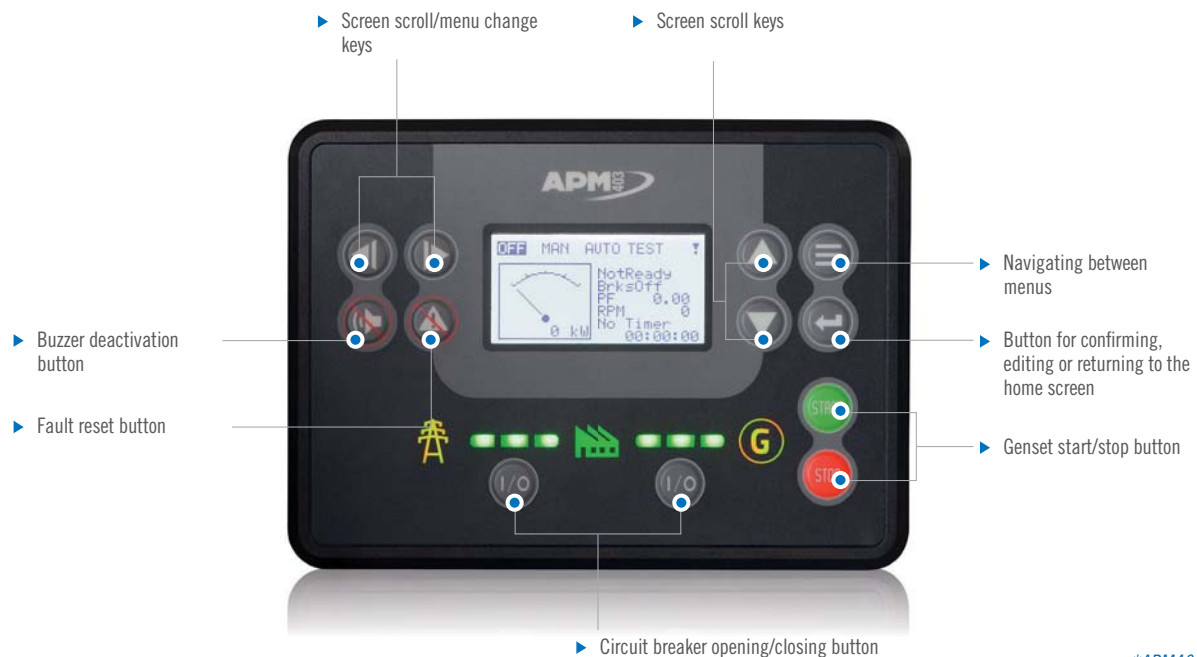 Screen scroll/menu change
keys
Screen scroll keys
APM403
OFF MAN AUTO TEST
NotReady
BrksOff
PF 0.00
RPM 0
No Timer
0 kW 00:00:00
Navigating between
menus
Buzzer deactivation
button
Button for confirming,
editing or returning to the
home screen
Fault reset button
START
STOP
G
Genset start/stop button
I/O I/O
Circuit breaker opening/closing button